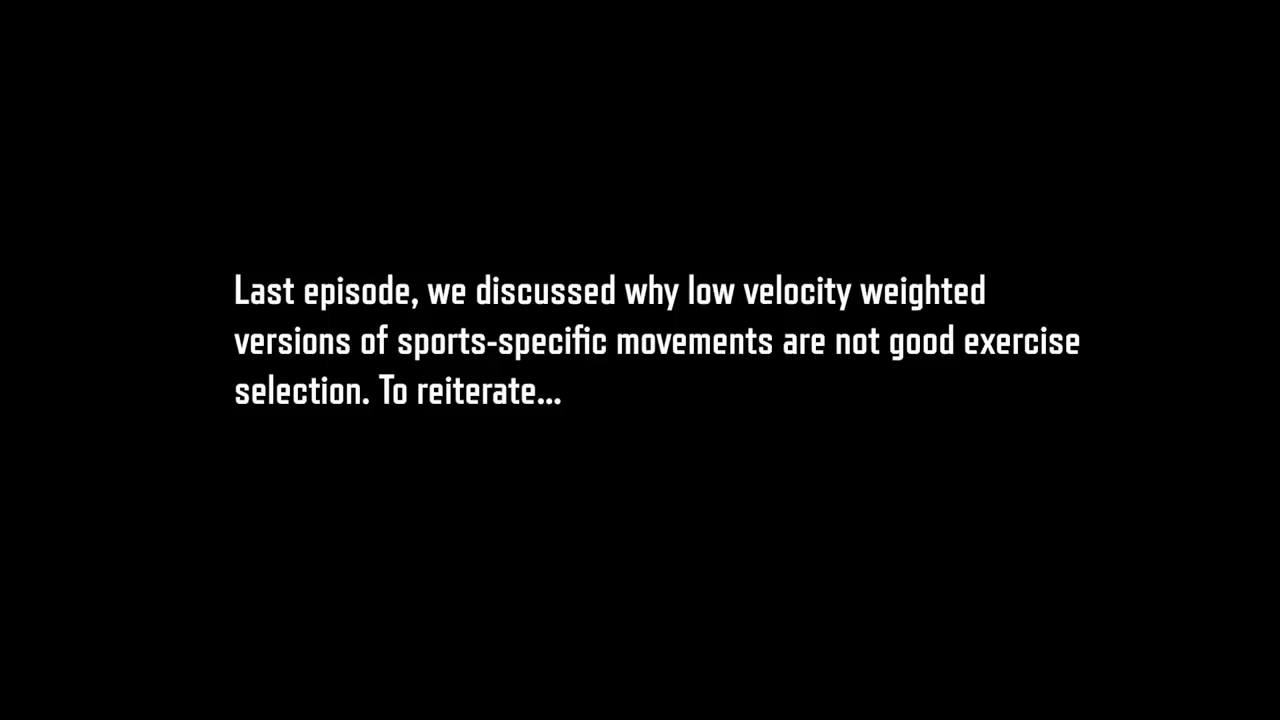 Last episode, we discussed why low velocity weighted
versions of sports-specific movements are not good exercise
selection. To reiterate...